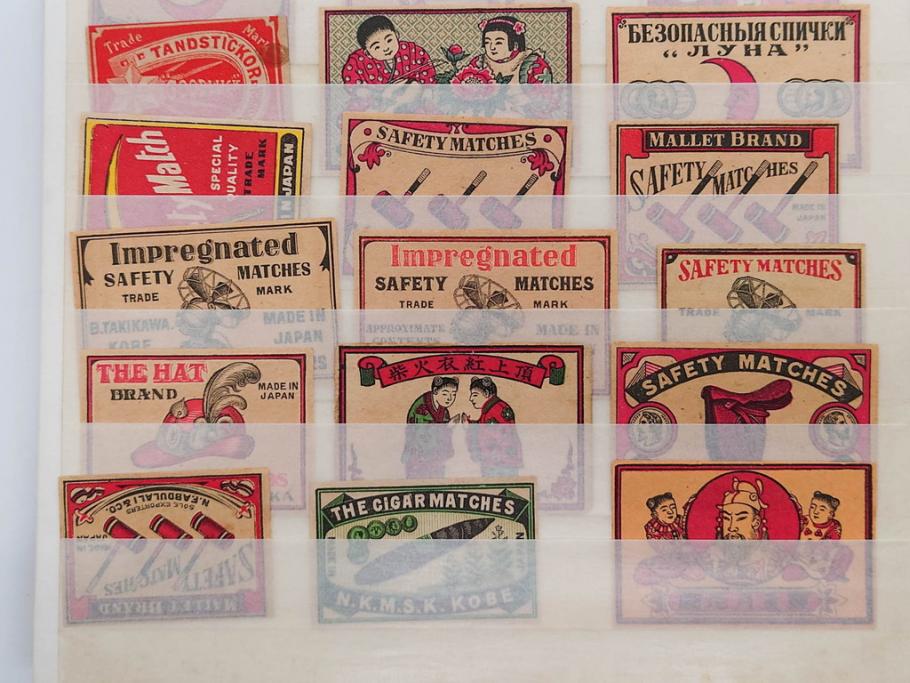 Trade Mark
TANDSTICKOR
БЕЗОПАСНЫЯ СПИЧКИ
“ЛУНА”
Match
SPECIAL
QUALITY
TRADE
MARK
JAPAN
SAFETY MATCHES
MALLET BRAND
SAFETY MATCHES
MADE IN
JAPAN
Impregnated
SAFETY MATCHES
TRADE MARK
B.TAKIKAWA.
KOBE
MADE IN
JAPAN
Impregnated
SAFETY MATCHES
TRADE MARK
APPROXIMATE
CONTENTS
MADE IN
SAFETY MATCHES
TRADE MARK
THE HAT
BRAND
MADE IN
JAPAN
柴火衣紅上頂
SAFETY MATCHES
N.E.ABDULALI & CO.
SOLE EXPORTERS
SAFETY
MATCHES
MALLET BRAND
THE CIGAR MATCHES
N.K.M.S.K. KOBE